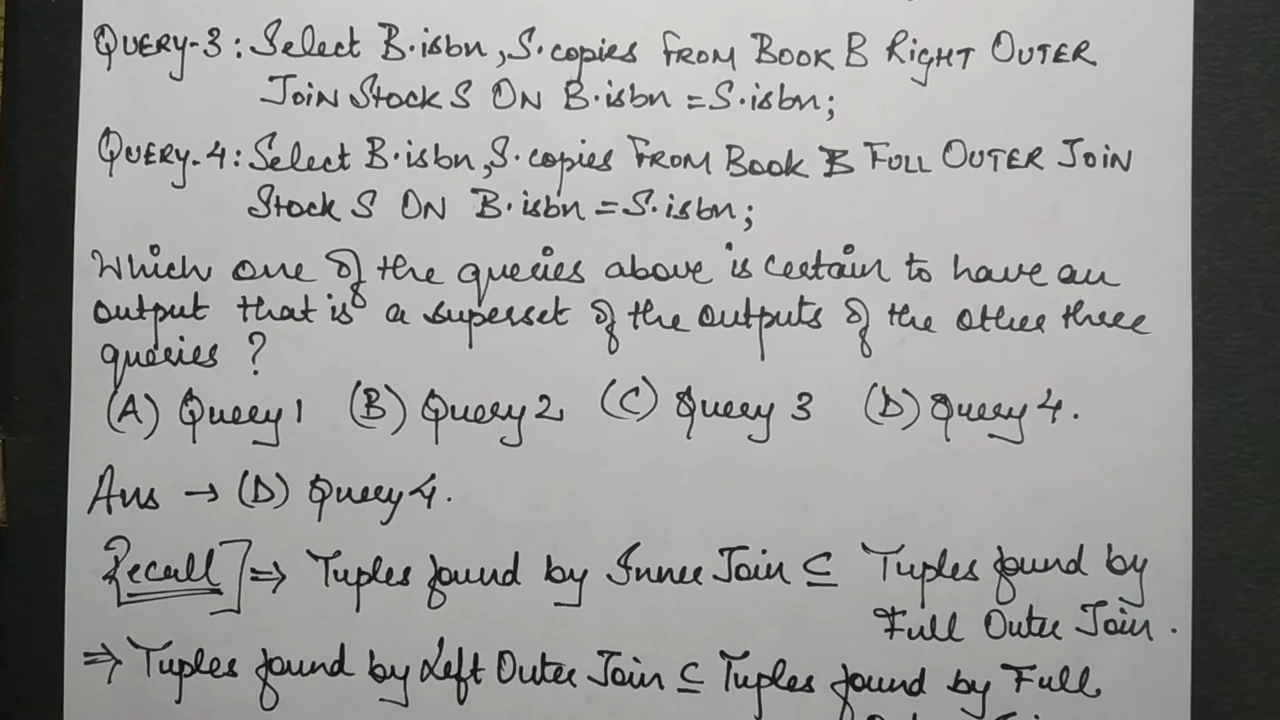 QUERY-3: Select B.isbn, S.copies FROM BOOK B RIGHT OUTER
JOIN Stock S ON B.isbn = S.isbn;
QUERY-4: Select B.isbn, S.copies FROM Book B FULL OUTER JOIN
Stock S ON B.isbn = S.isbn;
Which one of the queries above is certain to have an
output that is a superset of the outputs of the other three
queries?
(A) Query 1 (B) Query 2 (C) Query 3 (D) Query 4.
Ans → (D) Query 4.
Recall] ⇒ Tuples found by Inner Join ⊆ Tuples found by
Full Outer Join.
⇒ Tuples found by Left Outer Join ⊆ Tuples found by Full